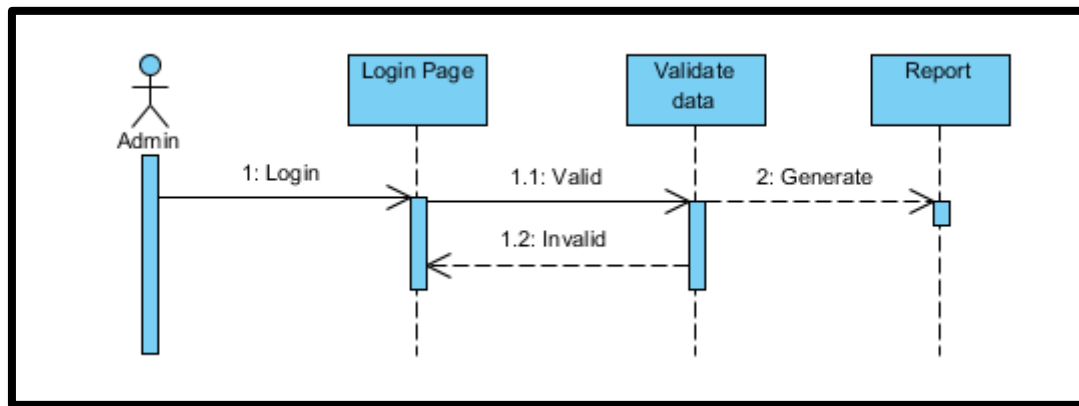 Login Page
Validate
data
Report
Admin
1: Login
1.1: Valid
2: Generate
1.2: Invalid